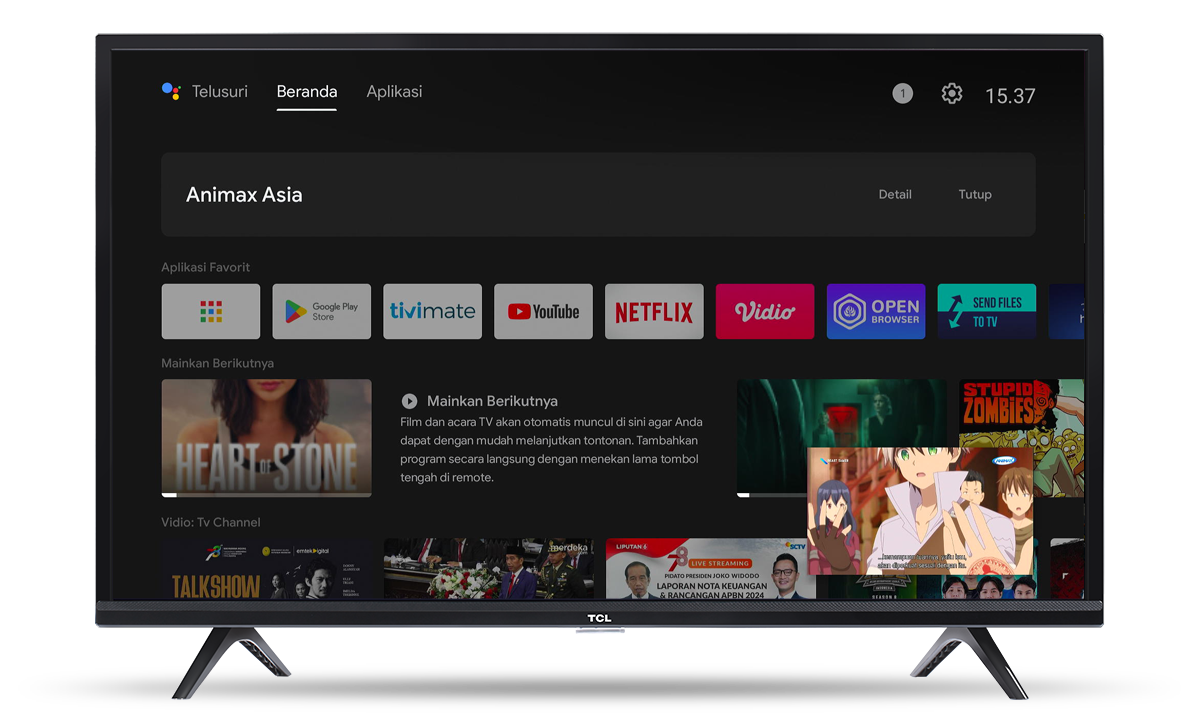 Telusuri
Beranda
Aplikasi
1
15.37
Animax Asia
Detail
Tutup
Aplikasi Favorit
Google Play
Store
tivimate
YouTube
NETFLIX
Vidio
OPEN
BROWSER
SEND FILES
TO TV
Mainkan Berikutnya
HEART OF STONE
Mainkan Berikutnya
Film dan acara TV akan otomatis muncul di sini agar Anda
dapat dengan mudah melanjutkan tontonan. Tambahkan
program secara langsung dengan menekan lama tombol
tengah di remote.
STUPID
ZOMBIES
Vidio: Tv Channel
emtek digital
TALKSHOW
merdeka
LIPUTAN 6
78
LIVE STREAMING
SCTV
PIDATO PRESIDEN JOKO WIDODO
LAPORAN NOTA KEUANGAN
& RANCANGAN APBN 2024
TCL